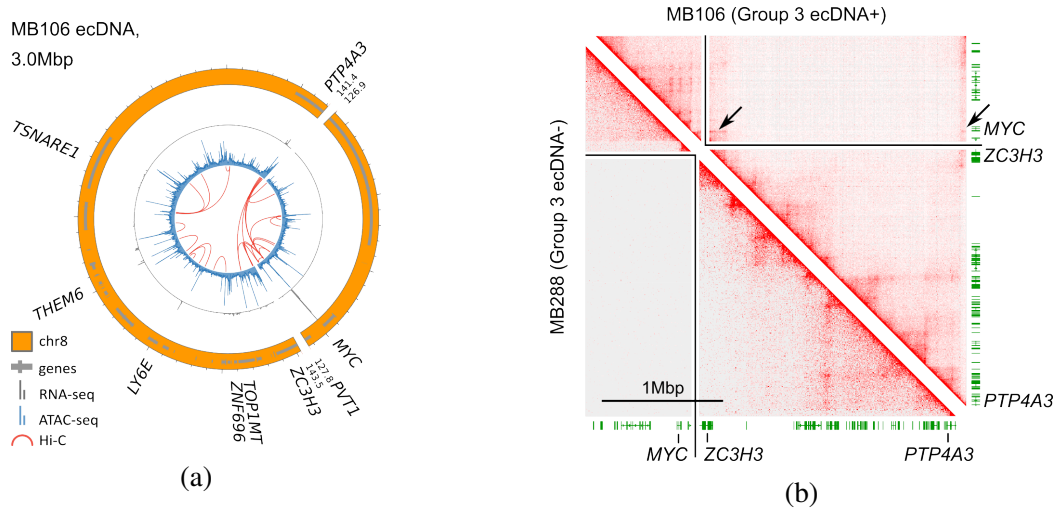 MB106 ecDNA,
3.0Mbp
PTP4A3
141.4
126.9
TSNARE1
THEM6
LY6E
TOP1MT
ZNF696
ZC3H3
143.5
127.8
PVT1
MYC
chr8
genes
RNA-seq
ATAC-seq
Hi-C
(a)
MB106 (Group 3 ecDNA+)
MB288 (Group 3 ecDNA-)
MYC
ZC3H3
PTP4A3
1Mbp
MYC ZC3H3 PTP4A3
(b)